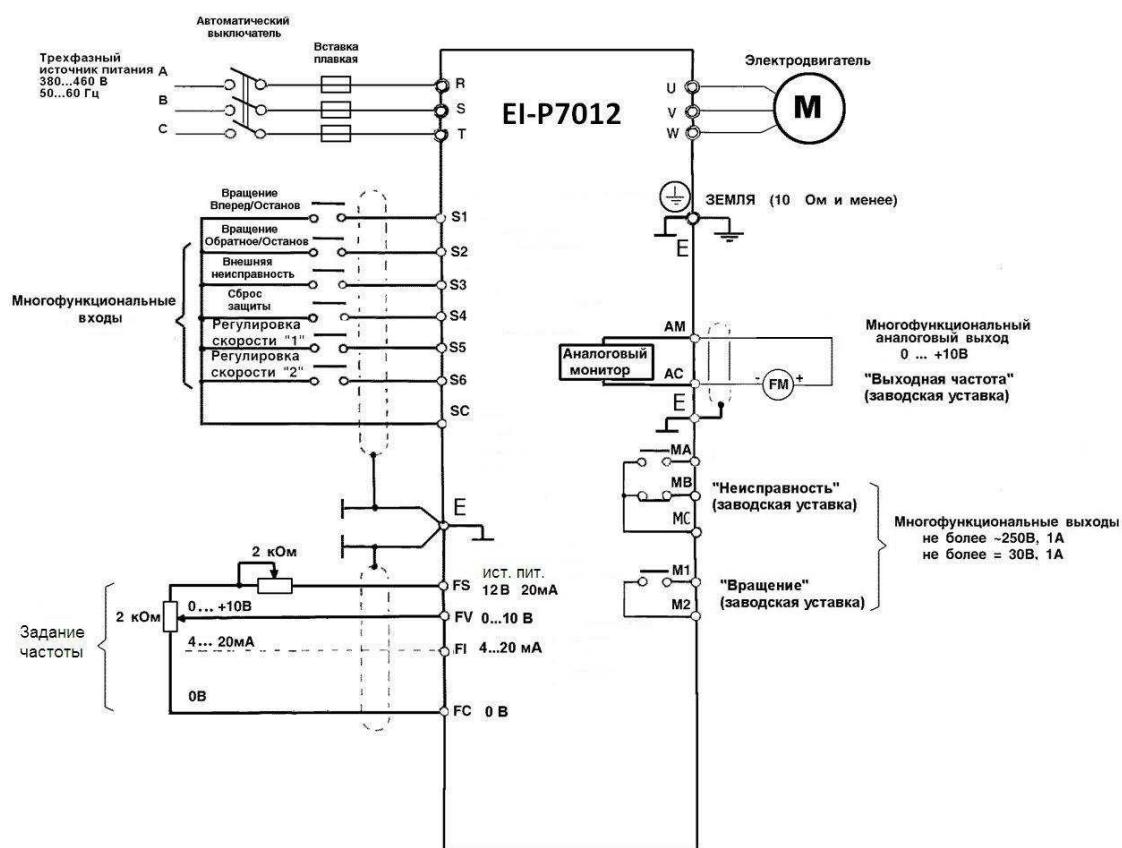 Автоматический
выключатель
Вставка
плавкая
Трехфазный
источник питания
380...460 В
50...60 Гц
A
B
C
R
S
T
EI-P7012
U
V
W
Электродвигатель
M
ЗЕМЛЯ (10 Ом и менее)
E
Вращение
Вперед/Останов
S1
Вращение
Обратное/Останов
S2
Внешняя
неисправность
S3
Сброс
защиты
S4
Регулировка
скорости "1"
S5
Регулировка
скорости "2"
S6
SC
Многофункциональные
входы
E
AM
Аналоговый
монитор
AC
- FM +
E
Многофункциональный
аналоговый выход
0 ... +10В
"Выходная частота"
(заводская уставка)
MA
MB
MC
"Неисправность"
(заводская уставка)
M1
M2
"Вращение"
(заводская уставка)
Многофункциональные выходы
не более ~250В, 1А
не более = 30В, 1А
2 кОм
FS
ист. пит.
12В 20мА
2 кОм
0... +10В
FV 0...10 В
4... 20мА
FI 4...20 мА
0В
FC 0 В
Задание
частоты